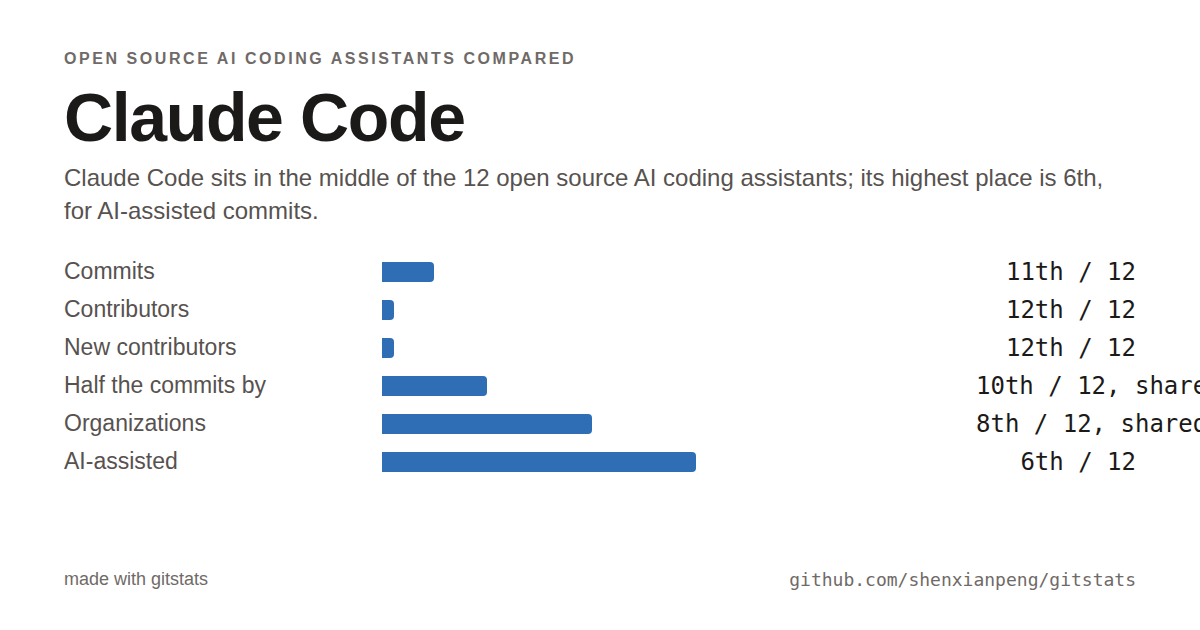 OPEN SOURCE AI CODING ASSISTANTS COMPARED
Claude Code
Claude Code sits in the middle of the 12 open source AI coding assistants; its highest place is 6th,
for AI-assisted commits.
Commits 11th / 12
Contributors 12th / 12
New contributors 12th / 12
Half the commits by 10th / 12,
Organizations 8th / 12, shared
AI-assisted 6th / 12
made with gitstats github.com/shenxianpeng/gitstats